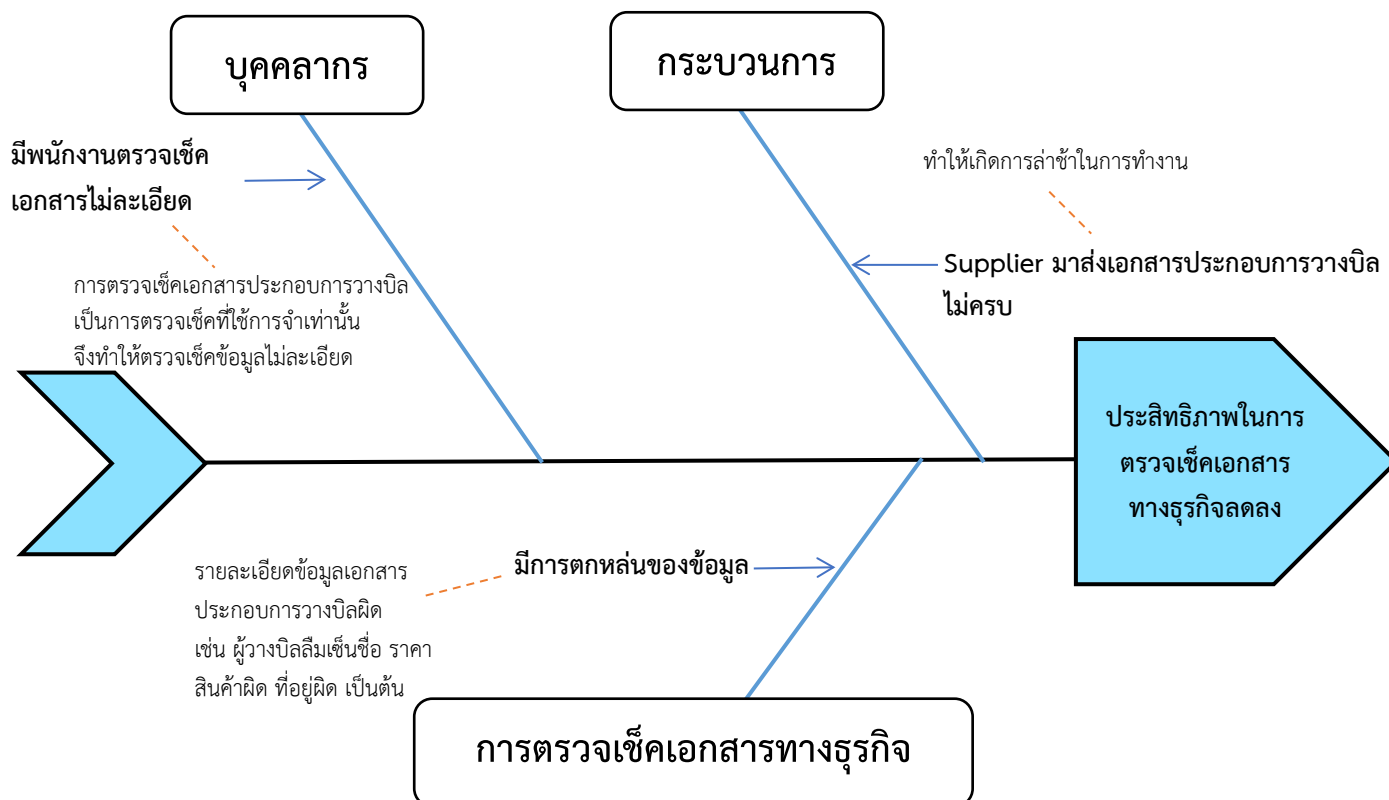 บุคคลากร
กระบวนการ
มีพนักงานตรวจเช็ค
เอกสารไม่ละเอียด
การตรวจเช็คเอกสารประกอบการวางบิล
เป็นการตรวจเช็คที่ใช้การจำเท่านั้น
จึงทำให้ตรวจเช็คข้อมูลไม่ละเอียด
ทำให้เกิดการล่าช้าในการทำงาน
Supplier มาส่งเอกสารประกอบการวางบิล
ไม่ครบ
ประสิทธิภาพในการ
ตรวจเช็คเอกสาร
ทางธุรกิจลดลง
รายละเอียดข้อมูลเอกสาร
ประกอบการวางบิลผิด
เช่น ผู้วางบิลลืมเซ็นชื่อ ราคา
สินค้าผิด ที่อยู่ผิด เป็นต้น
มีการตกหล่นของข้อมูล
การตรวจเช็คเอกสารทางธุรกิจ